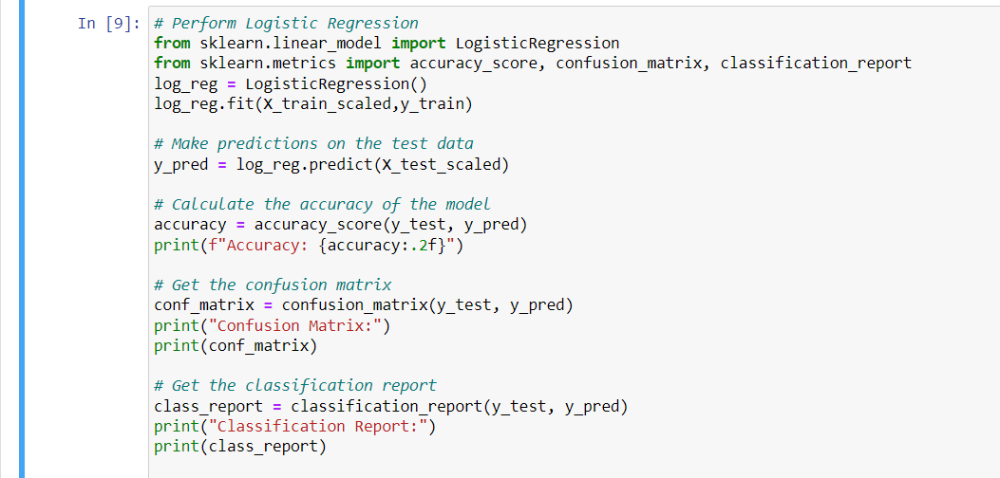 In [9]: # Perform Logistic Regression
from sklearn.linear_model import LogisticRegression
from sklearn.metrics import accuracy_score, confusion_matrix, classification_report
log_reg = LogisticRegression()
log_reg.fit(X_train_scaled,y_train)

# Make predictions on the test data
y_pred = log_reg.predict(X_test_scaled)

# Calculate the accuracy of the model
accuracy = accuracy_score(y_test, y_pred)
print(f"Accuracy: {accuracy:.2f}")

# Get the confusion matrix
conf_matrix = confusion_matrix(y_test, y_pred)
print("Confusion Matrix:")
print(conf_matrix)

# Get the classification report
class_report = classification_report(y_test, y_pred)
print("Classification Report:")
print(class_report)